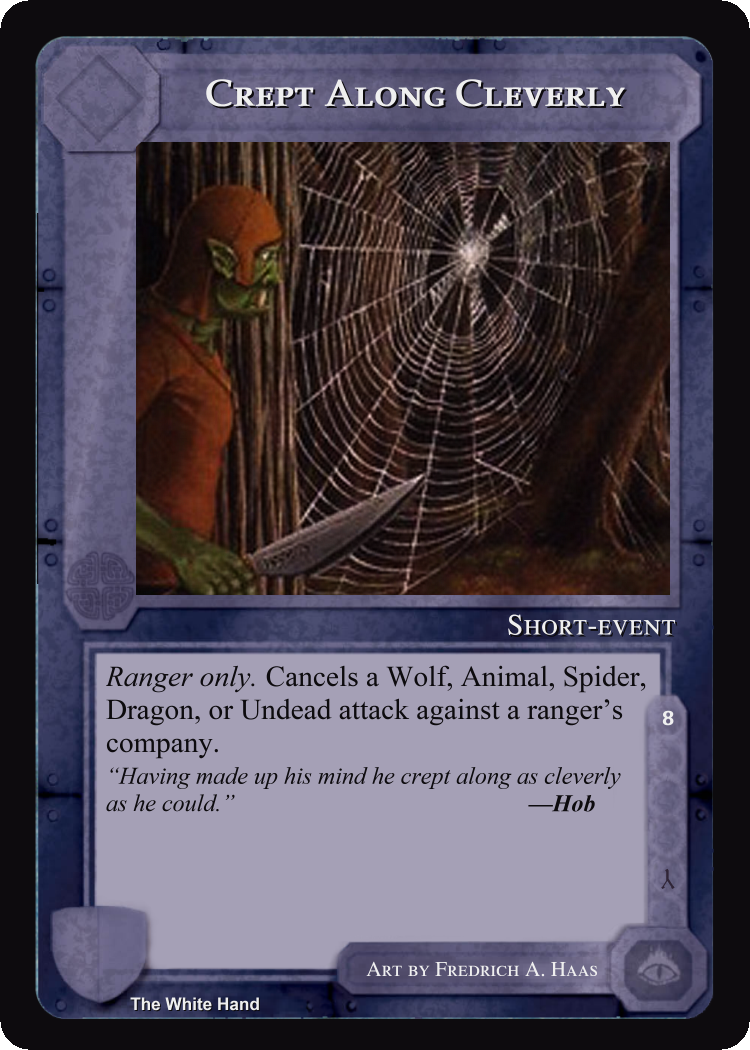 Crept Along Cleverly
Short-event
Ranger only. Cancels a Wolf, Animal, Spider,
Dragon, or Undead attack against a ranger’s
company.
“Having made up his mind he crept along as cleverly
as he could.” —Hob
8
Art by Fredrich A. Haas
The White Hand